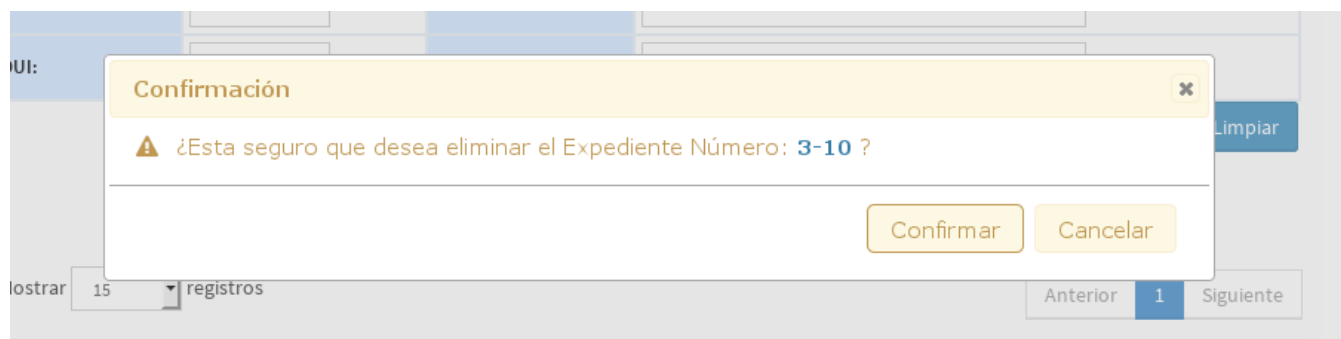 UI:
Confirmación
¿Esta seguro que desea eliminar el Expediente Número: 3-10 ?
Limpiar
Confirmar Cancelar
ostrar 15 registros
Anterior 1 Siguiente